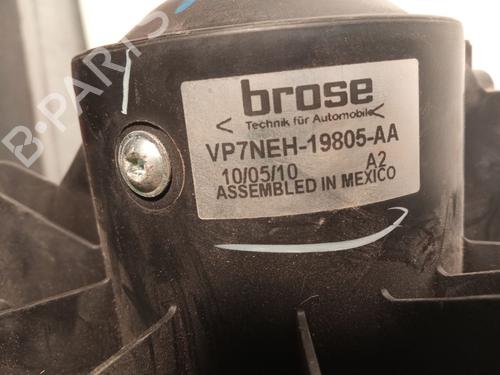 B-PARTS
brose
Technik für Automobile
VP7NEH-19805-AA
10/05/10 A2
ASSEMBLED IN MEXICO